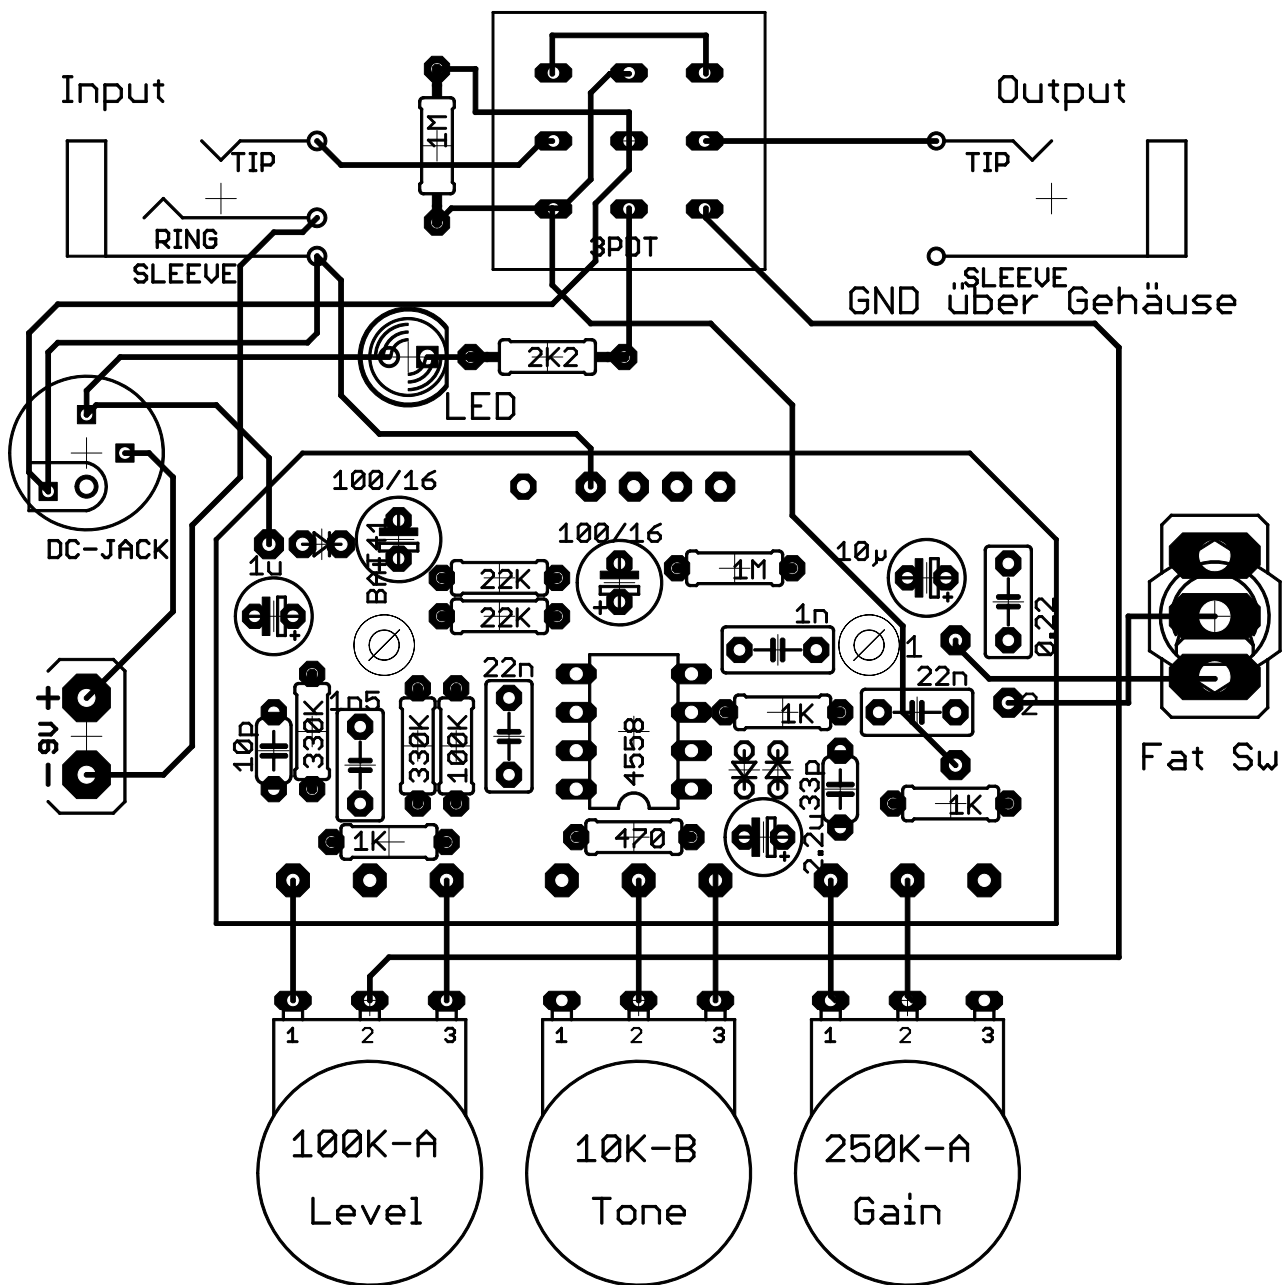 Input
Output
1M
TIP
TIP
RING
3PDT
SLEEVE
SLEEVE
GND über Gehäuse
2K2
LED
100/16
100/16
DC-JACK
1u
+
BAT41
22K
22K
+
1M
10µ
+
0.22
1n
1
22n
2
+
9V
-
10p
330K
1n5
330K
100K
22n
4558
1K
33p
2.2u
+
1K
1K
470
Fat Sw
1
2
3
1
2
3
1
2
3
100K-A
Level
10K-B
Tone
250K-A
Gain